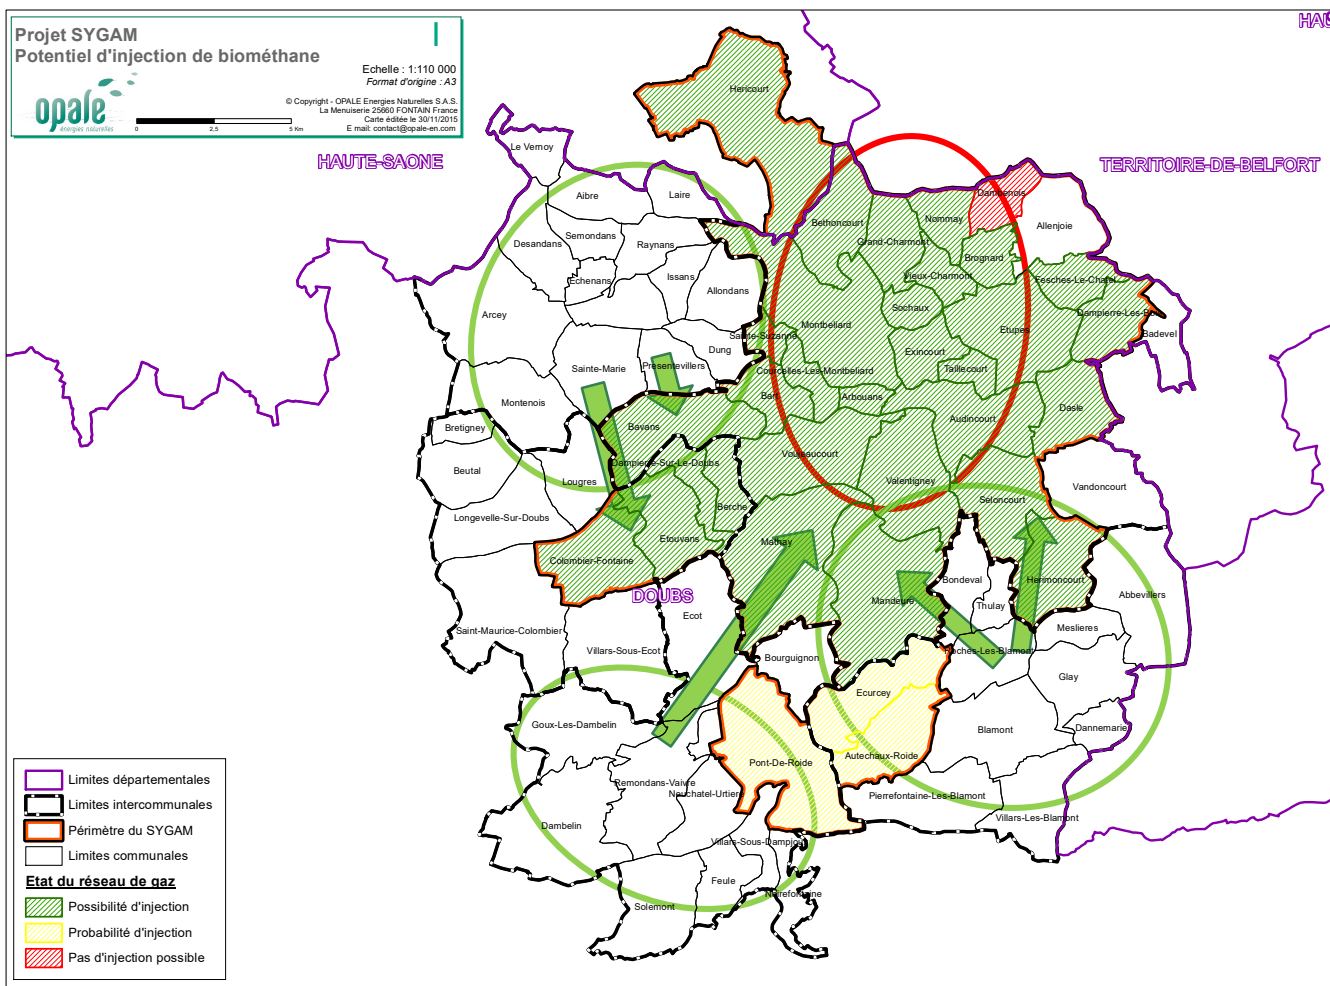 Projet SYGAM
Potentiel d'injection de biométhane
opale
énergies naturelles
0 2,5 5 Km
Echelle : 1:110 000
Format d'origine : A3
© Copyright - OPALE Energies Naturelles S.A.S.
La Menuiserie 25660 FONTAIN France
Carte éditée le 30/11/2015
E mail: contact@opale-en.com
HAUTE-SAONE
TERRITOIRE-DE-BELFORT
DOUBS
Hericourt
Le Vernoy
Aibre
Laire
Desandans
Semondans
Raynans
Echenans
Issans
Allondans
Arcey
Sainte-Suzanne
Dung
Presentevillers
Sainte-Marie
Montenois
Bretigney
Beutal
Lougres
Longevelle-Sur-Doubs
Bavans
Dampierre-Sur-Le-Doubs
Berche
Etouvans
Colombier-Fontaine
Saint-Maurice-Colombier
Villars-Sous-Ecot
Ecot
Bethoncourt
Grand-Charmont
Nommay
Dambenois
Allenjoie
Brognard
Vieux-Charmont
Fesches-Le-Chatel
Sochaux
Montbeliard
Etupes
Badevel
Exincourt
Taillecourt
Courcelles-Les-Montbeliard
Bart
Arbouans
Audincourt
Dasle
Voujeaucourt
Valentigney
Vandoncourt
Seloncourt
Mathay
Mandeure
Bondeval
Thulay
Herimoncourt
Abbevillers
Meslieres
Roches-Les-Blamont
Glay
Bourguignon
Ecurcey
Blamont
Dannemarie
Autechaux-Roide
Pont-De-Roide
Pierrefontaine-Les-Blamont
Villars-Les-Blamont
Goux-Les-Dambelin
Remondans-Vaivre
Neuchatel-Urtiere
Dambelin
Feule
Solemont
Noirefontaine
Limites départementales
Limites intercommunales
Périmètre du SYGAM
Limites communales
Etat du réseau de gaz
Possibilité d'injection
Probabilité d'injection
Pas d'injection possible